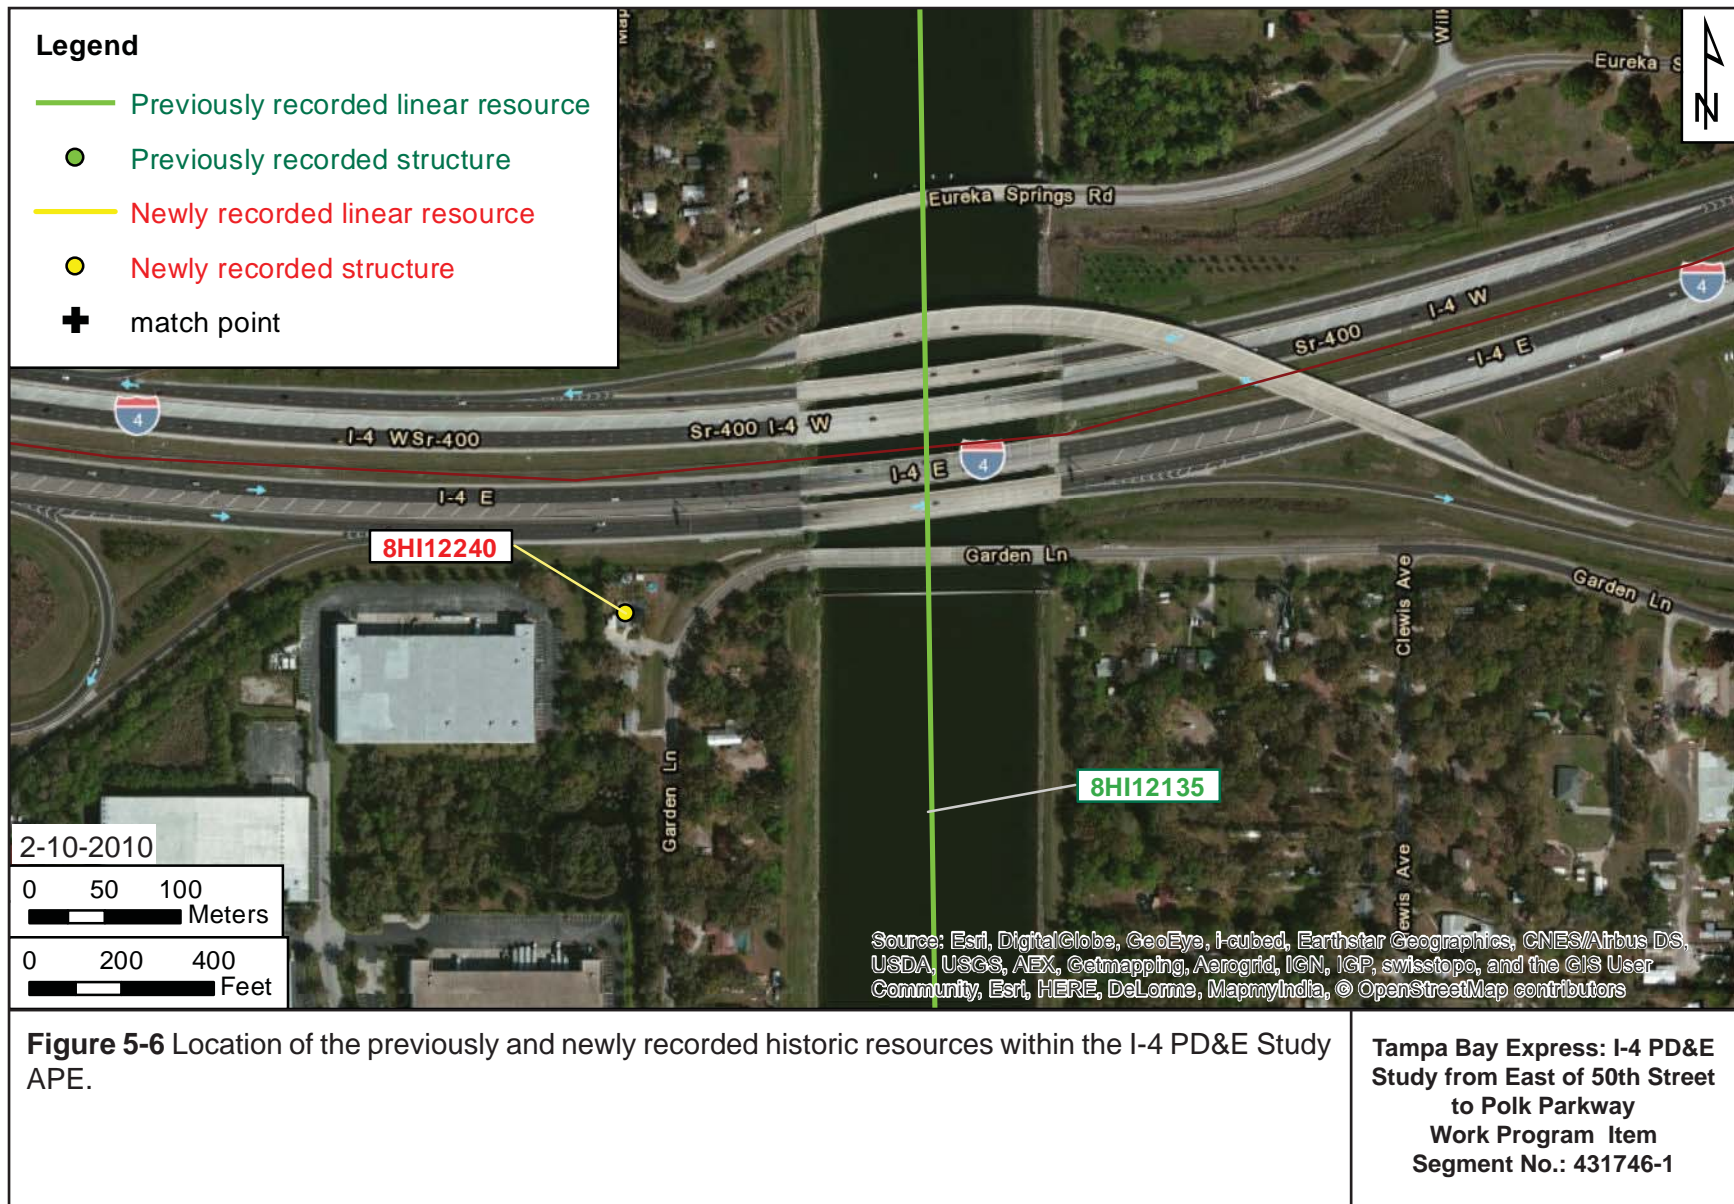 Legend
Previously recorded linear resource
Previously recorded structure
Newly recorded linear resource
Newly recorded structure
match point
Map
Wil
Eureka S
N
Eureka Springs Rd
I-4 W
Sr-400
I-4 E
4
4
I-4 W Sr-400
Sr-400 I-4 W
I-4 E
4
I-4 E
8HI12240
Garden Ln
Clewis Ave
Garden Ln
Garden Ln
8HI12135
Clewis Ave
2-10-2010
0 50 100
Meters
0 200 400
Feet
Source: Esri, DigitalGlobe, GeoEye, i-cubed, Earthstar Geographics, CNES/Airbus DS,
USDA, USGS, AEX, Getmapping, Aerogrid, IGN, IGP, swisstopo, and the GIS User
Community, Esri, HERE, DeLorme, MapmyIndia, © OpenStreetMap contributors
Figure 5-6 Location of the previously and newly recorded historic resources within the I-4 PD&E Study
APE.
Tampa Bay Express: I-4 PD&E
Study from East of 50th Street
to Polk Parkway
Work Program Item
Segment No.: 431746-1